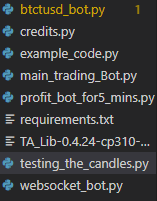 btctusd_bot.py 1
credits.py
example_code.py
main_trading_Bot.py
profit_bot_for5_mins.py
requirements.txt
TA_Lib-0.4.24-cp310-...
testing_the_candles.py
websocket_bot.py